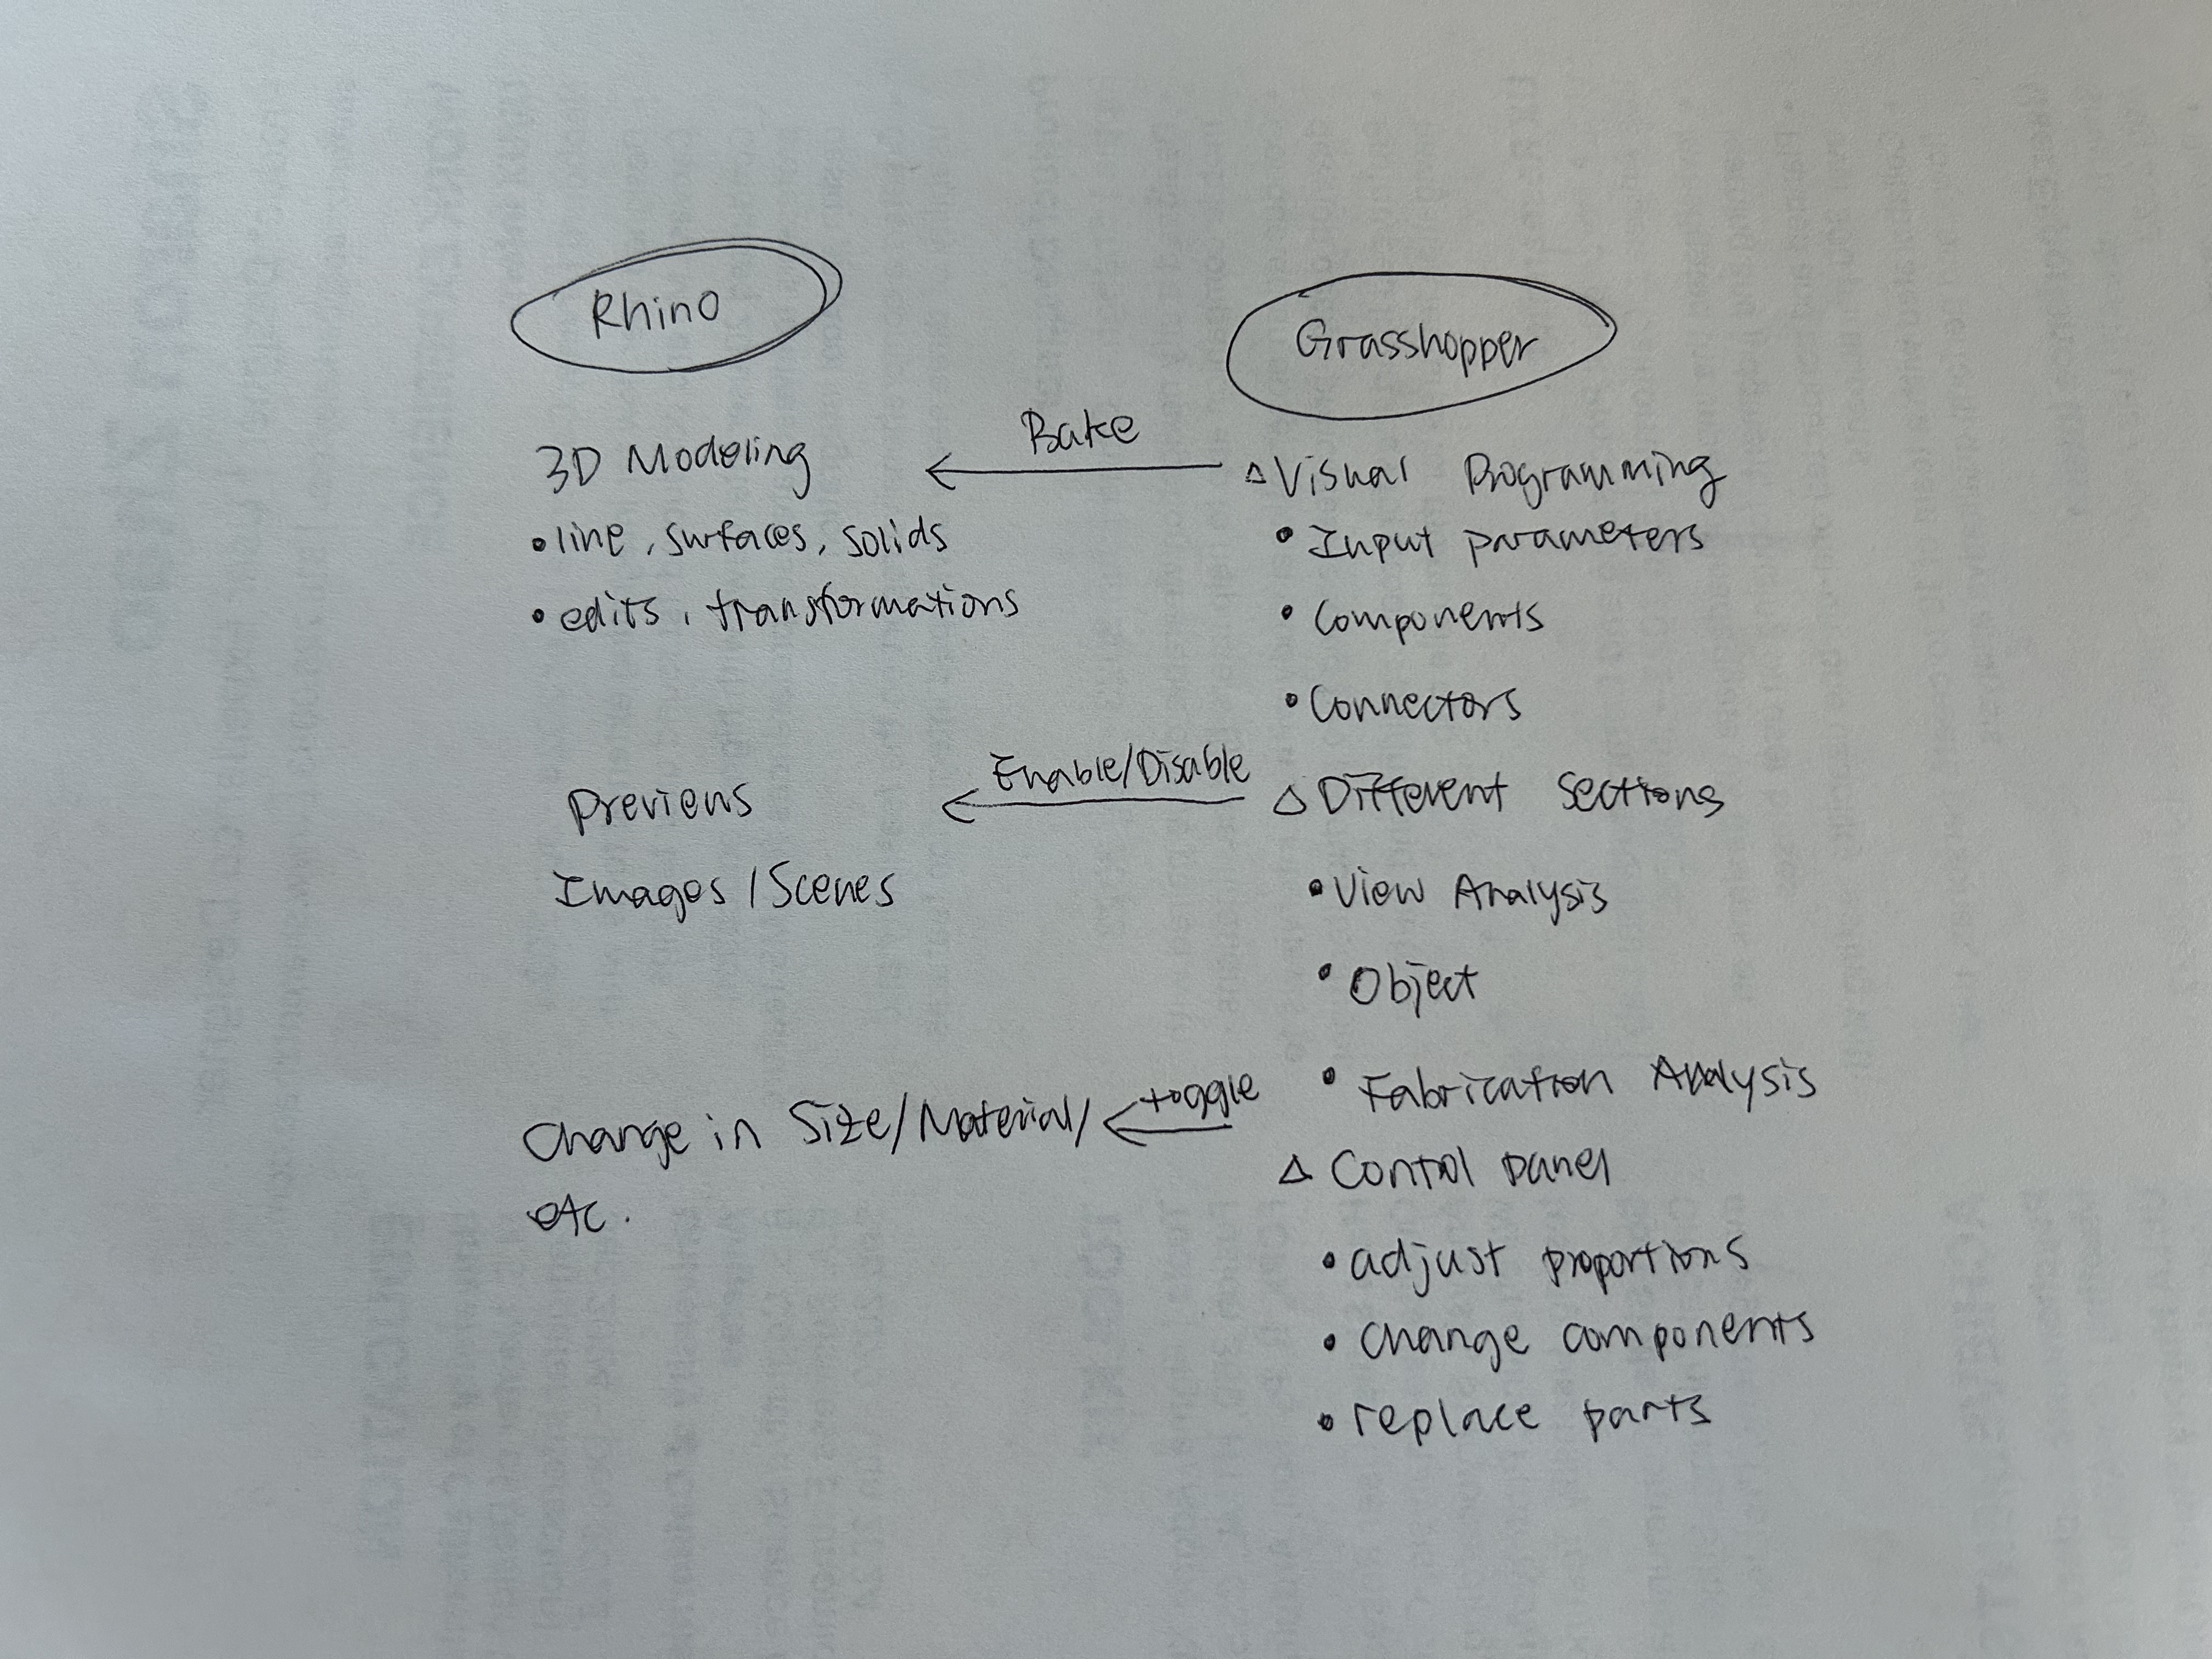 Rhino
3D Modeling
• line, surfaces, solids
• edits, transformations
Previews
Images / Scenes
Change in Size/Material/
etc.
Bake
Enable/Disable
toggle
Grasshopper
△ Visual Programming
• Input parameters
• Components
• Connectors
△ Different Sections
• View Analysis
• Object
• Fabrication Analysis
△ Control panel
• adjust proportions
• Change components
• replace parts